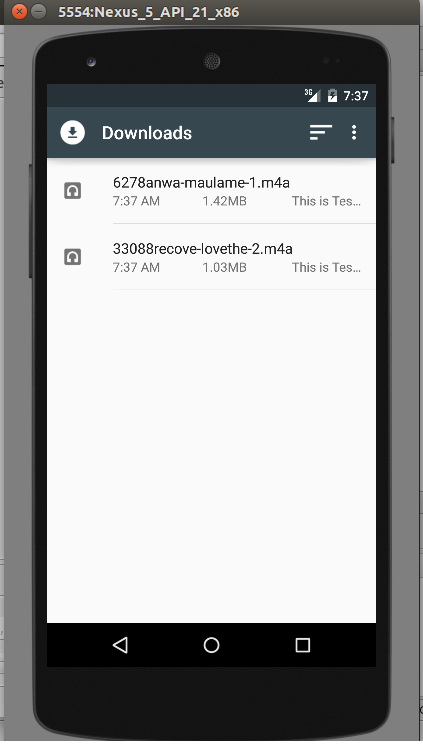 5554:Nexus_5_API_21_x86
3G 7:37
Downloads
6278anwa-maulame-1.m4a
7:37 AM 1.42MB This is Tes...
33088recove-lovethe-2.m4a
7:37 AM 1.03MB This is Tes...